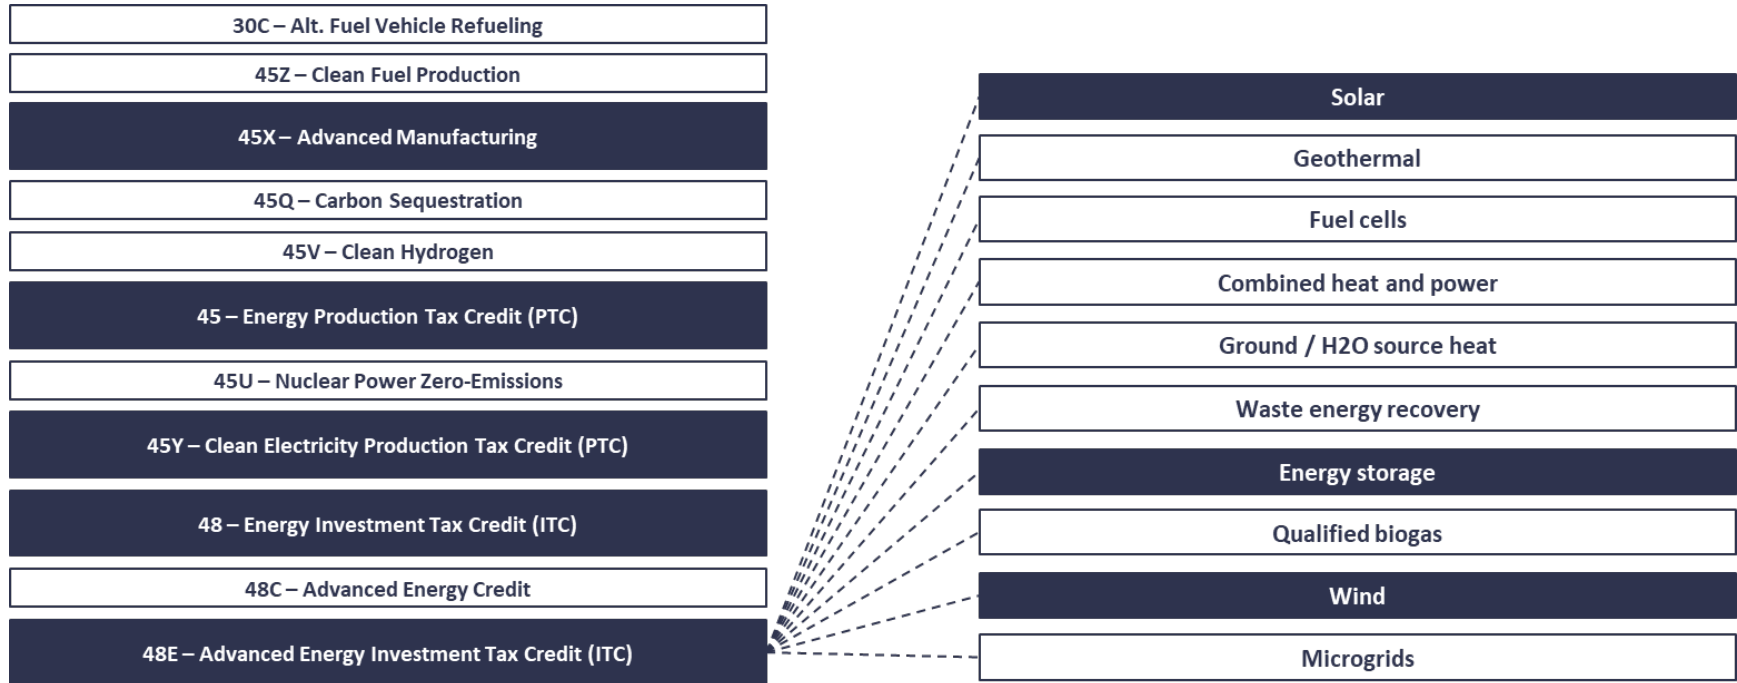 30C – Alt. Fuel Vehicle Refueling
45Z – Clean Fuel Production
45X – Advanced Manufacturing
45Q – Carbon Sequestration
45V – Clean Hydrogen
45 – Energy Production Tax Credit (PTC)
45U – Nuclear Power Zero-Emissions
45Y – Clean Electricity Production Tax Credit (PTC)
48 – Energy Investment Tax Credit (ITC)
48C – Advanced Energy Credit
48E – Advanced Energy Investment Tax Credit (ITC)
Solar
Geothermal
Fuel cells
Combined heat and power
Ground / H2O source heat
Waste energy recovery
Energy storage
Qualified biogas
Wind
Microgrids